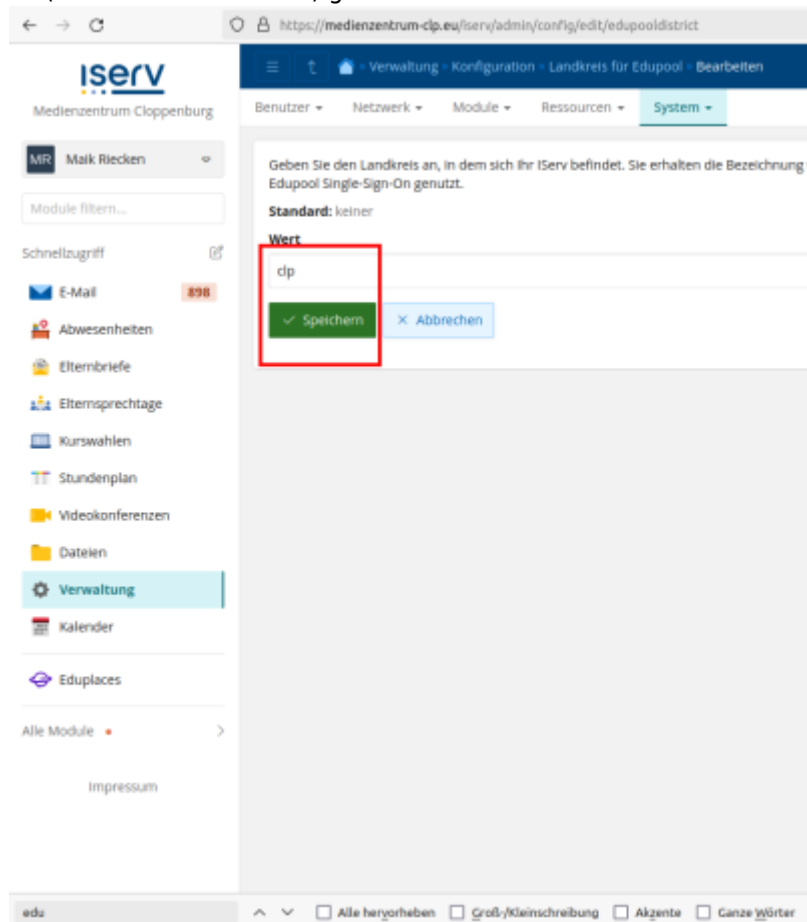 https://medienzentrum-clp.eu/iserv/admin/config/edit/edupooldistrict
IServ
Medienzentrum Cloppenburg
MR Maik Riecken
Module filtern...
Schnellzugriff
E-Mail 898
Abwesenheiten
Elternbriefe
Elternsprechtage
Kurswahlen
Stundenplan
Videokonferenzen
Dateien
Verwaltung
Kalender
Eduplaces
Alle Module
Impressum
Verwaltung Konfiguration Landkreis für Edupool Bearbeiten
Benutzer Netzwerk Module Ressourcen System
Geben Sie den Landkreis an, in dem sich Ihr IServ befindet. Sie erhalten die Bezeichnung
Edupool Single-Sign-On genutzt.
Standard: keiner
Wert
clp
Speichern Abbrechen
edu Alle hervorheben Groß-/Kleinschreibung Akzente Ganze Wörter